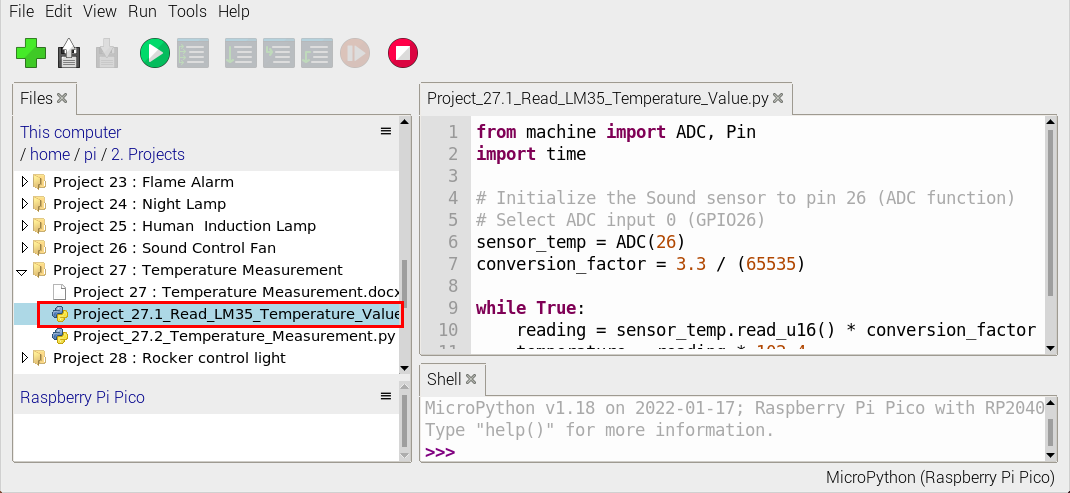 File Edit View Run Tools Help
Files
This computer
/ home / pi / 2. Projects
Project 23 : Flame Alarm
Project 24 : Night Lamp
Project 25 : Human  Induction Lamp
Project 26 : Sound Control Fan
Project 27 : Temperature Measurement
Project 27 : Temperature Measurement.docx
Project_27.1_Read_LM35_Temperature_Value
Project_27.2_Temperature_Measurement.py
Project 28 : Rocker control light
Raspberry Pi Pico
Project_27.1_Read_LM35_Temperature_Value.py
1 from machine import ADC, Pin
2 import time
3
4 # Initialize the Sound sensor to pin 26 (ADC function)
5 # Select ADC input 0 (GPIO26)
6 sensor_temp = ADC(26)
7 conversion_factor = 3.3 / (65535)
8
9 while True:
10     reading = sensor_temp.read_u16() * conversion_factor
11     temperature = reading * 102.4
Shell
MicroPython v1.18 on 2022-01-17; Raspberry Pi Pico with RP2040
Type "help()" for more information.
>>>
MicroPython (Raspberry Pi Pico)